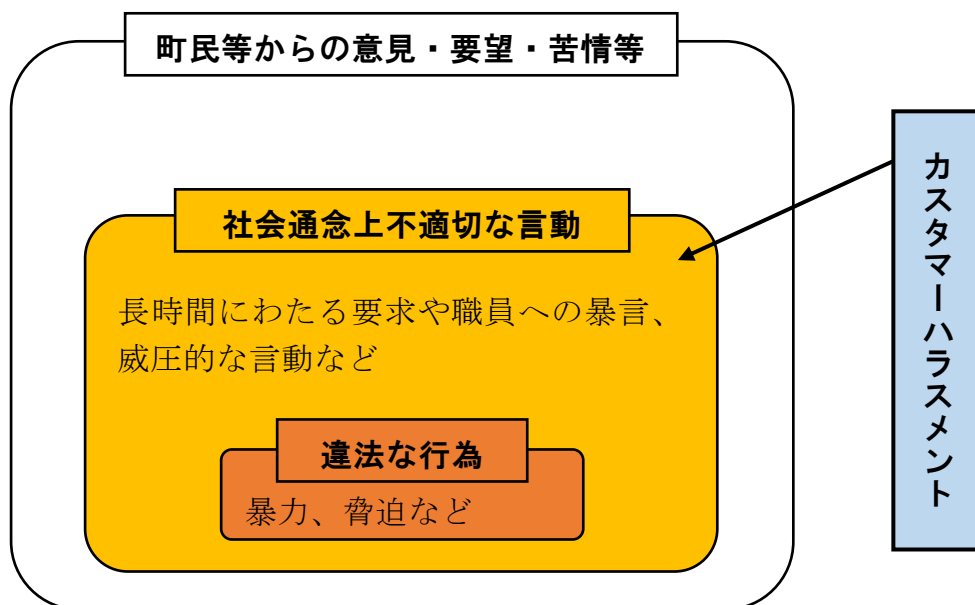 町民等からの意見・要望・苦情等
社会通念上不適切な言動
長時間にわたる要求や職員への暴言、
威圧的な言動など
違法な行為
暴力、脅迫など
カスタマーハラスメント